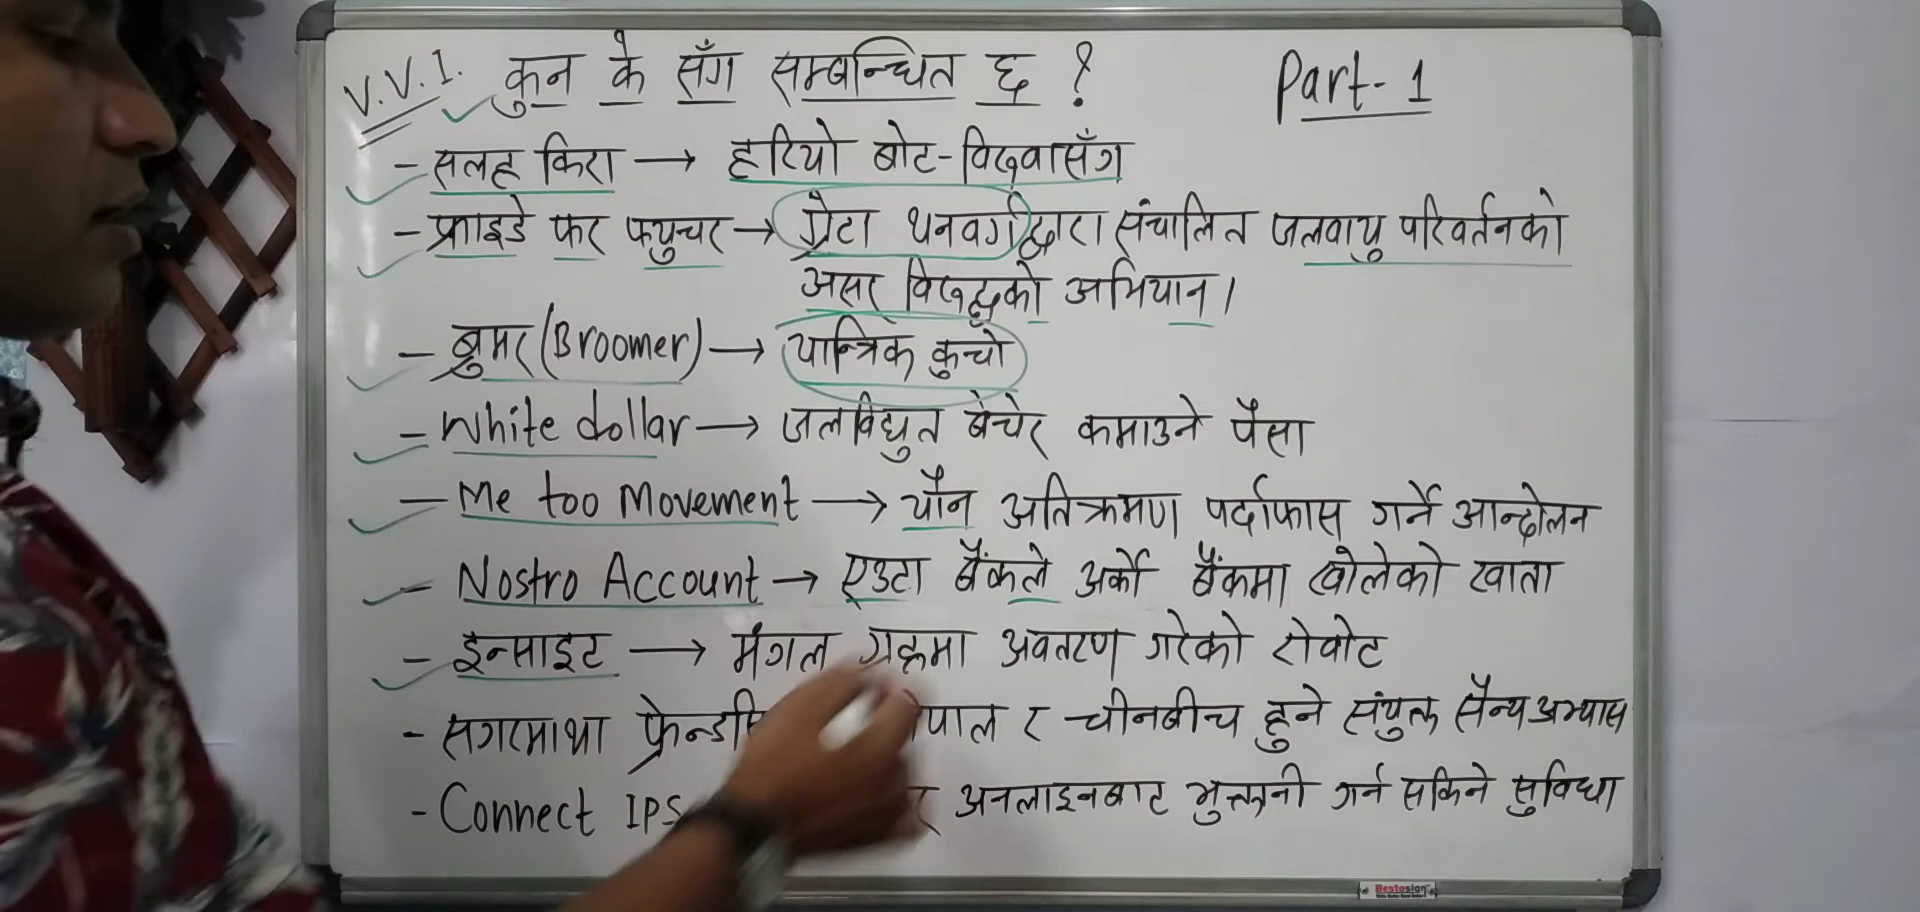 V.V.I. कुन के सँग सम्बन्धित छ ? Part-1
- सलह किरा → हरियो बोट-विरुवासँग
- फ्राइडे फर फ्युचर → ग्रेटा थनवर्गद्वारा संचालित जलवायु परिवर्तनको
असर विरुद्धको अभियान।
- ब्रुमर (Broomer) → यान्त्रिक कुचो
- White dollar → जलविद्युत बेचेर कमाउने पैसा
- Me too Movement → यौन अतिक्रमण पर्दाफास गर्ने आन्दोलन
- Nostro Account → एउटा बैंकले अर्को बैंकमा खोलेको खाता
- इन्साइट → मंगल ग्रहमा अवतरण गरेको रोबोट
- सगरमाथा र चीनबीच हुने संयुक्त सैन्य अभ्यास
- Connect IPS अनलाइनबाट भुक्तानी गर्न सकिने सुविधा
Bestosign